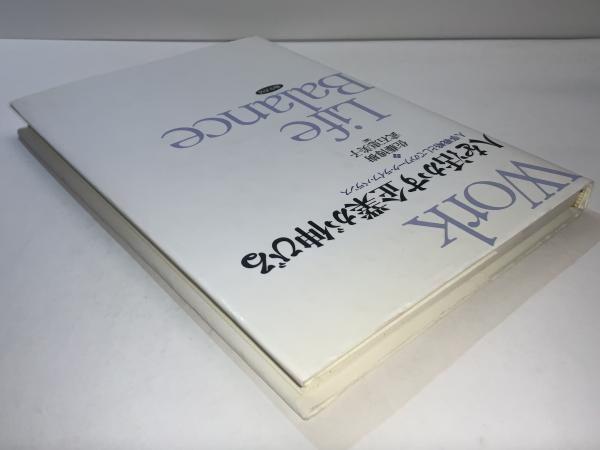 人を活かす企業が伸びる
人事戦略としてのワーク・ライフ・バランス
佐藤博樹
武石恵美子
編
Work
Life
Balance